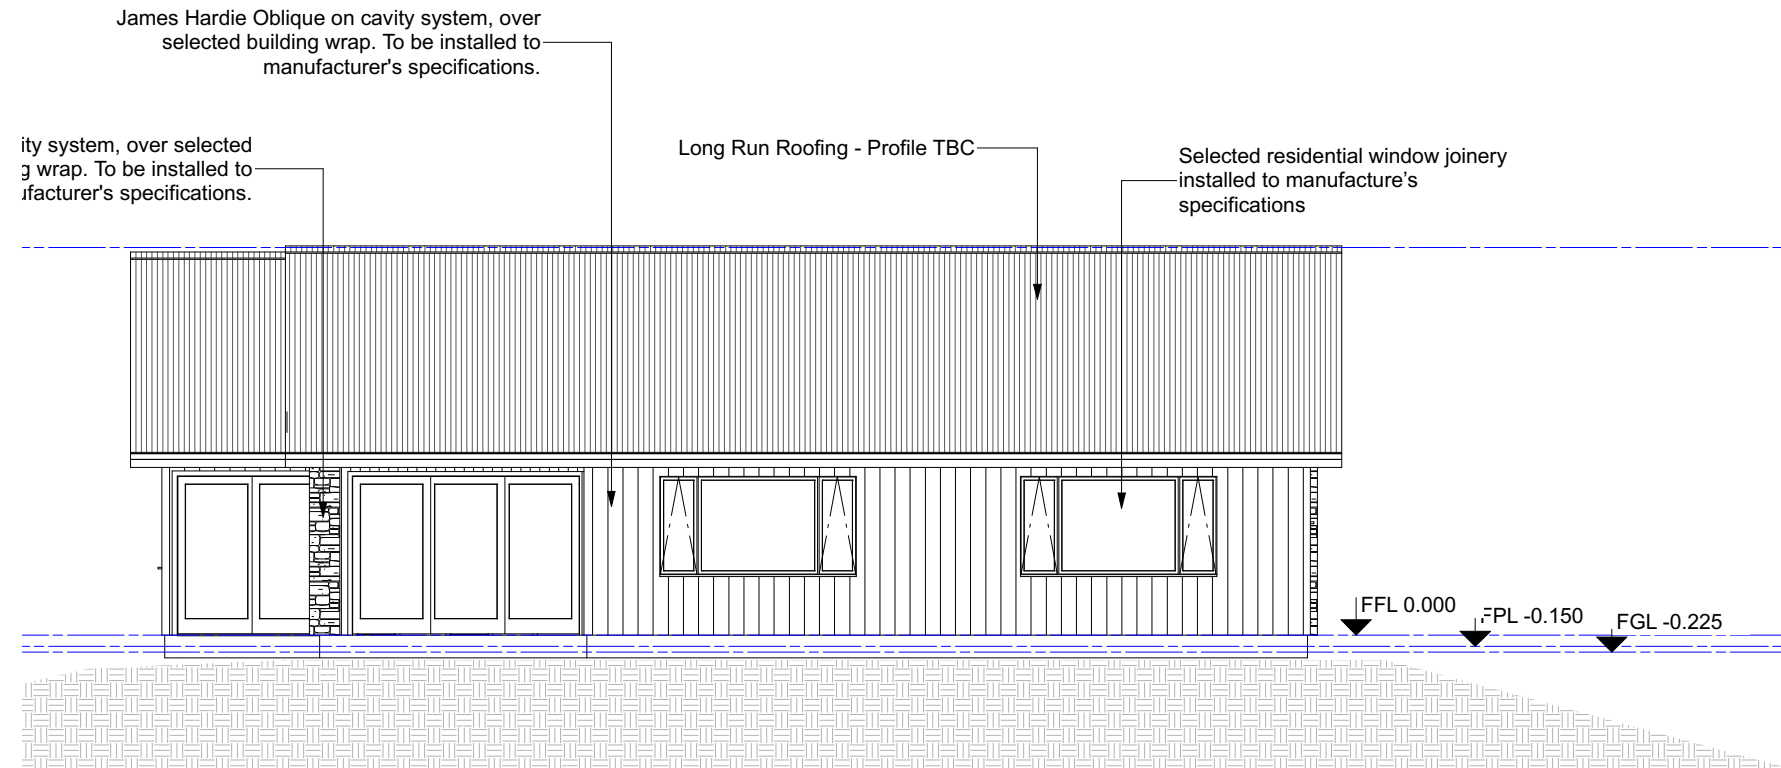 James Hardie Oblique on cavity system, over
selected building wrap. To be installed to
manufacturer's specifications.
system, over selected
wrap. To be installed to
specifications.
Long Run Roofing - Profile TBC
Selected residential window joinery
installed to manufacture’s
specifications
FFL 0.000
FPL -0.150
FGL -0.225